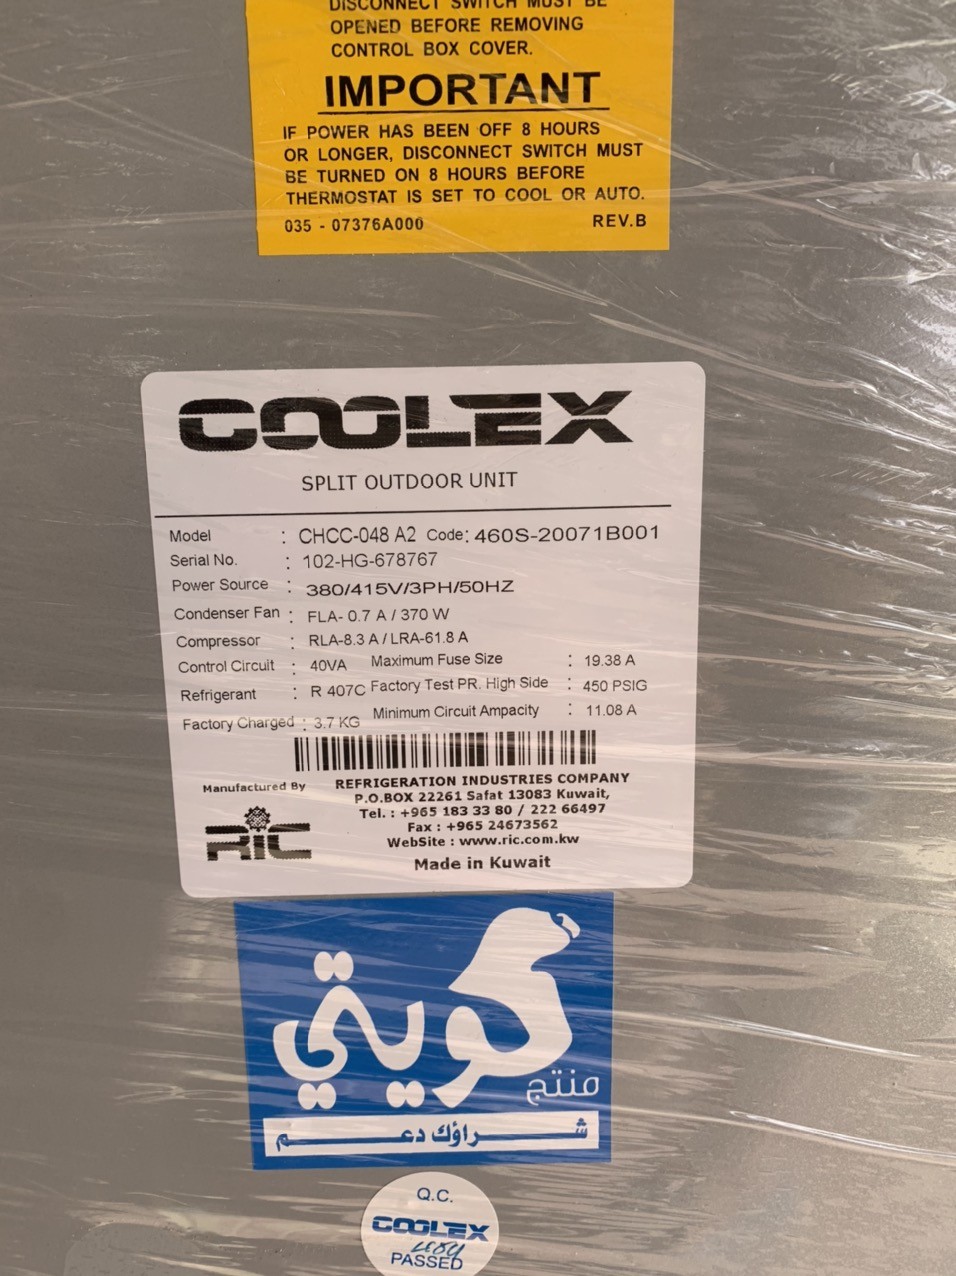 DISCONNECT SWITCH MUST BE
OPENED BEFORE REMOVING
CONTROL BOX COVER.
IMPORTANT
IF POWER HAS BEEN OFF 8 HOURS
OR LONGER, DISCONNECT SWITCH MUST
BE TURNED ON 8 HOURS BEFORE
THERMOSTAT IS SET TO COOL OR AUTO.
035 - 07376A000 REV.B
COOLEX
SPLIT OUTDOOR UNIT
Model : CHCC-048 A2 Code: 460S-20071B001
Serial No. : 102-HG-678767
Power Source : 380/415V/3PH/50HZ
Condenser Fan : FLA- 0.7 A / 370 W
Compressor : RLA-8.3 A / LRA-61.8 A
Control Circuit : 40VA Maximum Fuse Size : 19.38 A
Refrigerant : R 407C Factory Test PR. High Side : 450 PSIG
Factory Charged : 3.7 KG Minimum Circuit Ampacity : 11.08 A
Manufactured By
RIC
REFRIGERATION INDUSTRIES COMPANY
P.O.BOX 22261 Safat 13083 Kuwait,
Tel. : +965 183 33 80 / 222 66497
Fax : +965 24673562
WebSite : www.ric.com.kw
Made in Kuwait
كويتي
منتج
شراؤك دعم
Q.C.
COOLEX
PASSED